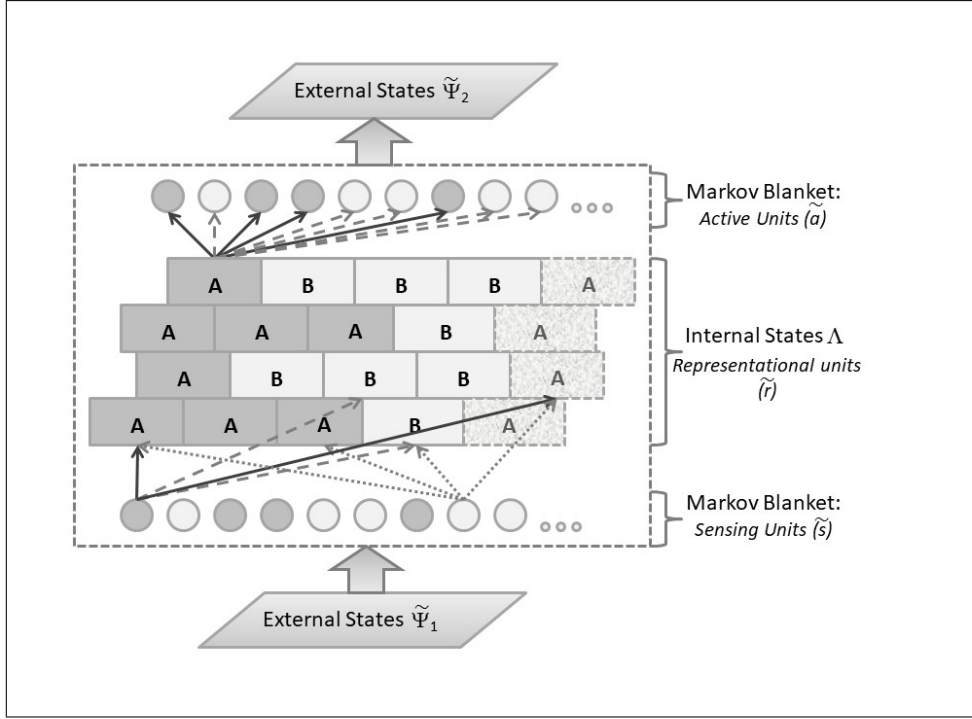 External States Ψ̃₂
Markov Blanket:
Active Units (ã)
A B B B A
A A A B A
Internal States Λ
Representational units
(r̃)
A B B B A
A A A B A
Markov Blanket:
Sensing Units (s̃)
External States Ψ̃₁